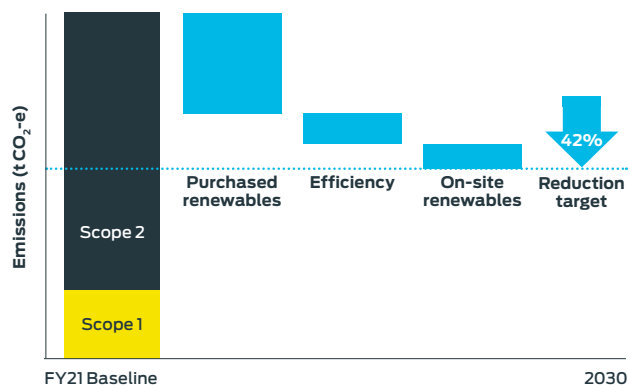 Emissions (t CO₂-e)
42%
Purchased
renewables
Efficiency
On-site
renewables
Reduction
target
Scope 2
Scope 1
FY21 Baseline
2030